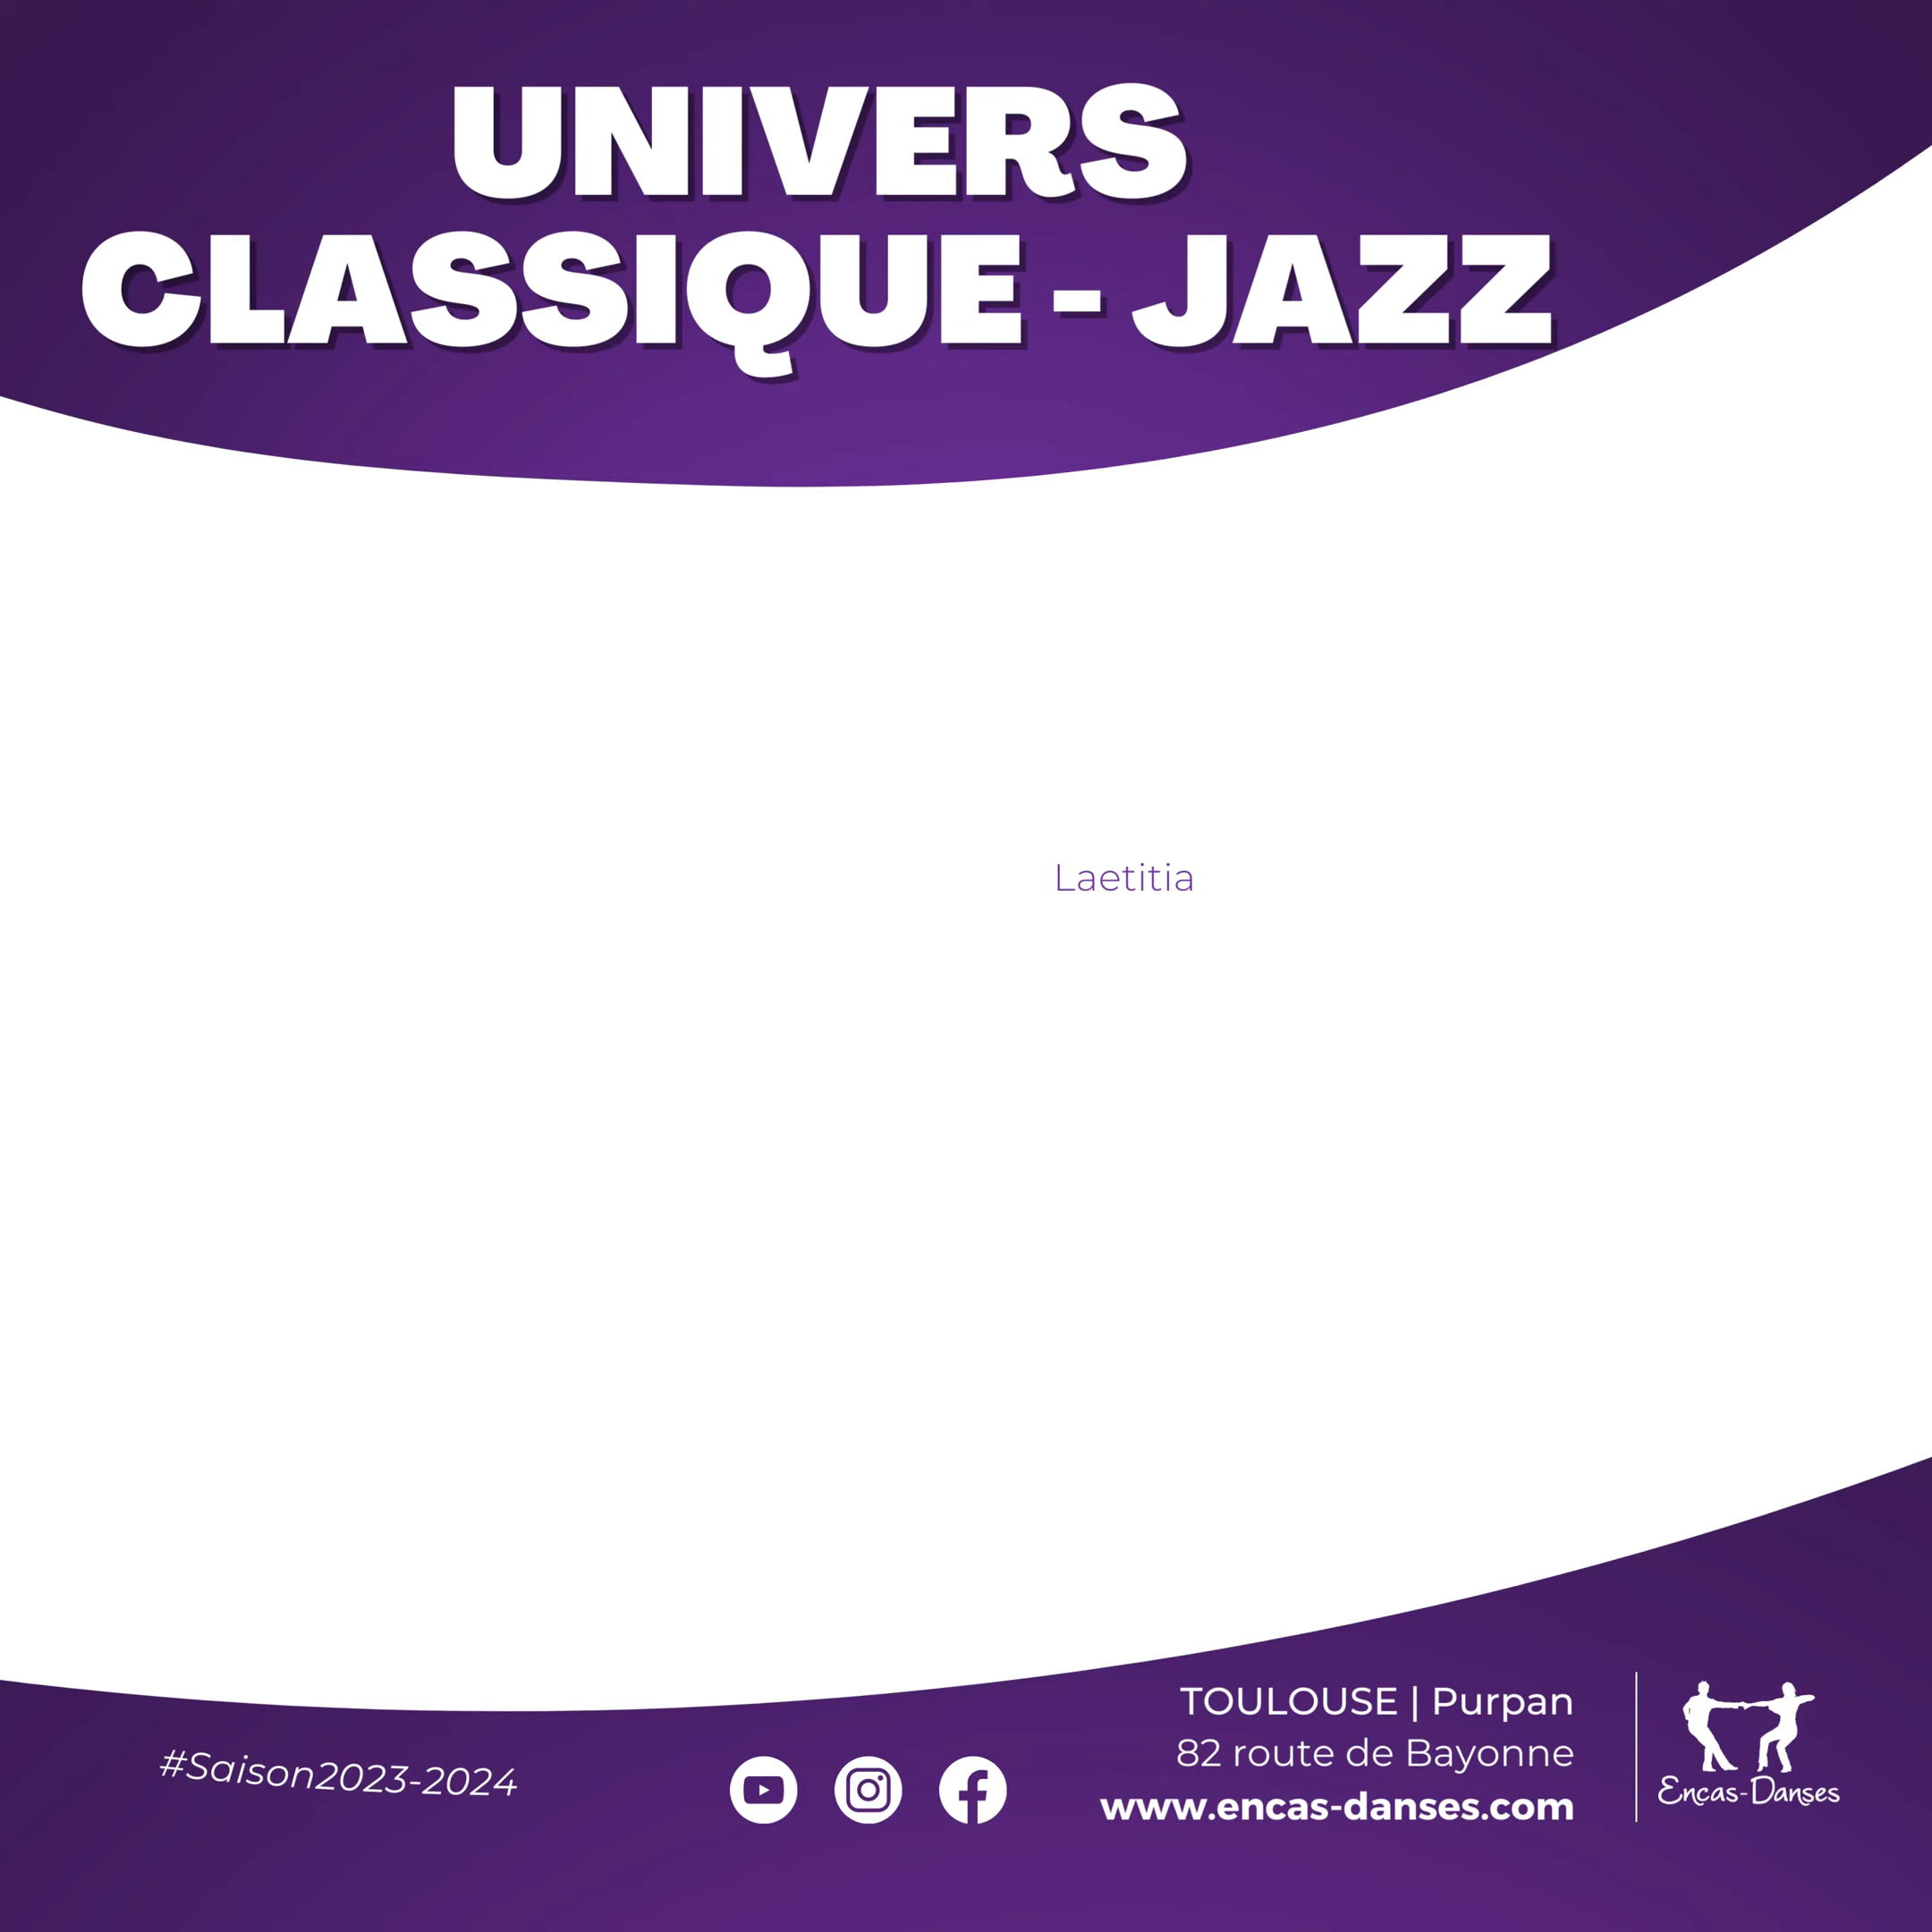 UNIVERS
CLASSIQUE - JAZZ
Laetitia
#Saison2023-2024
TOULOUSE | Purpan
82 route de Bayonne
www.encas-danses.com
Encas-Danses